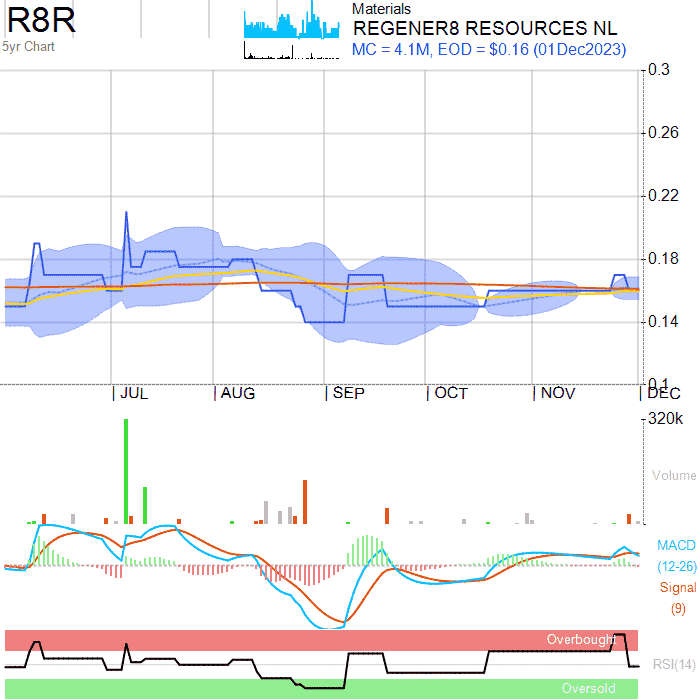 R8R
5yr Chart
Materials
REGENER8 RESOURCES NL
MC = 4.1M, EOD = $0.16 (01Dec2023)
0.3
0.26
0.22
0.18
0.14
0.1
JUL AUG SEP OCT NOV DEC
320k
Volume
MACD
(12-26)
Signal
(9)
Overbought
RSI(14)
Oversold